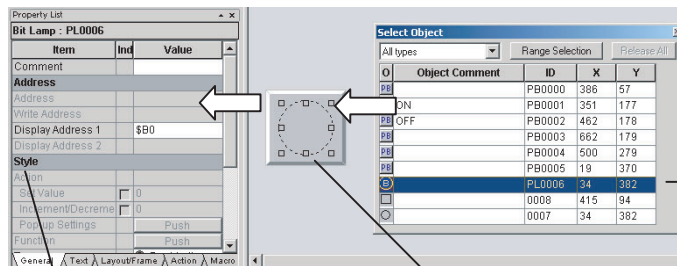 Property List
Bit Lamp : PL0006
Item Ind Value
Comment
Address
Address
Write Address
Display Address 1 $B0
Display Address 2
Style
Action
Set Value 0
Increment/Decreme 0
Pop-up Settings Push
Function Push
General Text Layout/Frame Action Macro
Select Object
All types Range Selection Release All
O Object Comment ID X Y
PB PB0000 386 57
ON PB0001 351 177
PB OFF PB0002 462 178
PB PB0003 662 179
PB PB0004 500 279
PB PB0005 19 370
B PL0006 34 382
0008 415 94
0007 34 382